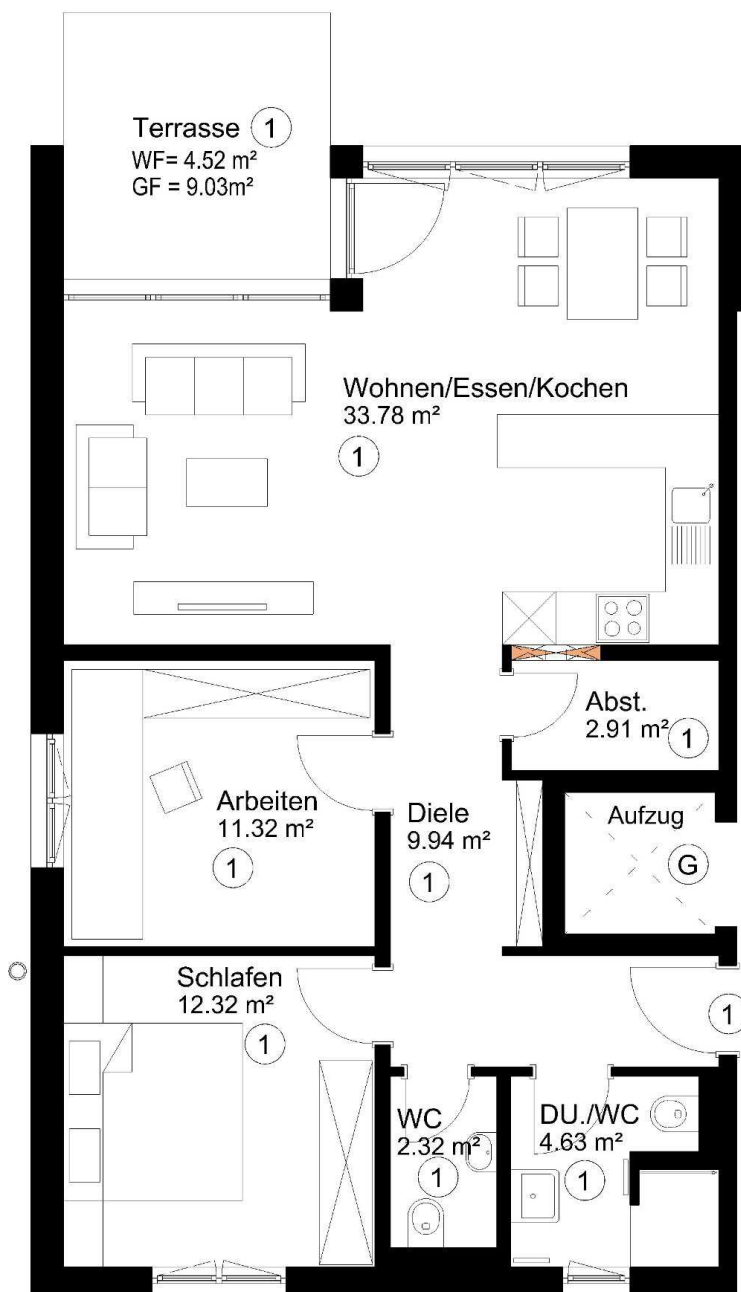 Terrasse 1
WF= 4.52 m²
GF = 9.03m²
Wohnen/Essen/Kochen
33.78 m²
1
Abst.
2.91 m² 1
Arbeiten
11.32 m²
1
Diele
9.94 m²
1
Aufzug
G
Schlafen
12.32 m²
1
1
WC
2.32 m²
1
DU./WC
4.63 m²
1